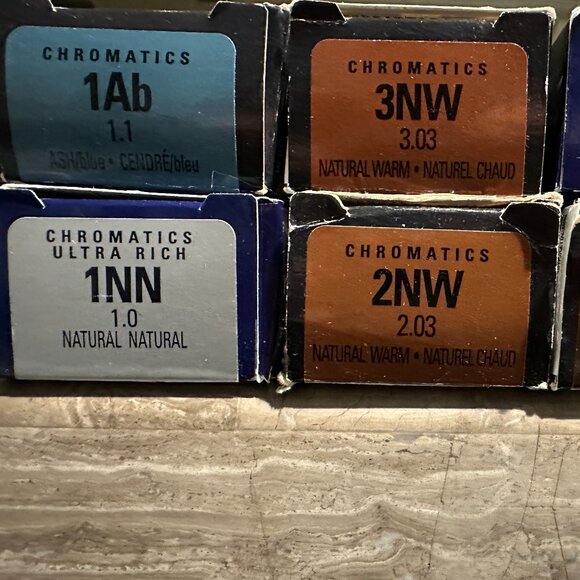 CHROMATICS
1Ab
1.1
ASH/blue • CENDRÉ/bleu
CHROMATICS
3NW
3.03
NATURAL WARM • NATUREL CHAUD
CHROMATICS
ULTRA RICH
1NN
1.0
NATURAL NATURAL
CHROMATICS
2NW
2.03
NATURAL WARM • NATUREL CHAUD